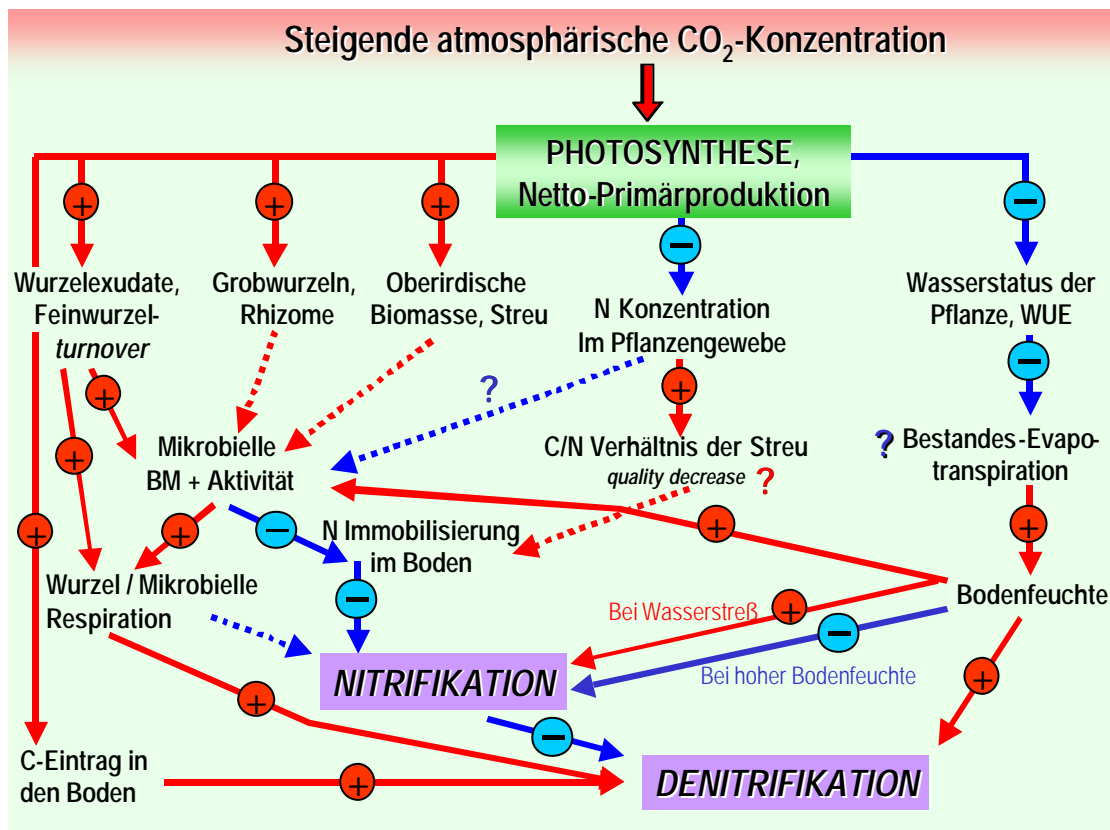 Steigende atmosphärische CO₂-Konzentration
PHOTOSYNTHESE,
Netto-Primärproduktion
+
+
+
−
−
Wurzelexudate,
Feinwurzel-
turnover
Grobwurzeln,
Rhizome
Oberirdische
Biomasse, Streu
N Konzentration
Im Pflanzengewebe
Wasserstatus der
Pflanze, WUE
+
+
?
+
−
Mikrobielle
BM + Aktivität
C/N Verhältnis der Streu
quality decrease ?
? Bestandes-Evapo-
transpiration
+
+
−
+
+
N Immobilisierung
im Boden
Wurzel / Mikrobielle
Respiration
−
Bodenfeuchte
Bei Wasserstreß
+
−
Bei hoher Bodenfeuchte
+
NITRIFIKATION
+
−
C-Eintrag in
den Boden
+
DENITRIFIKATION